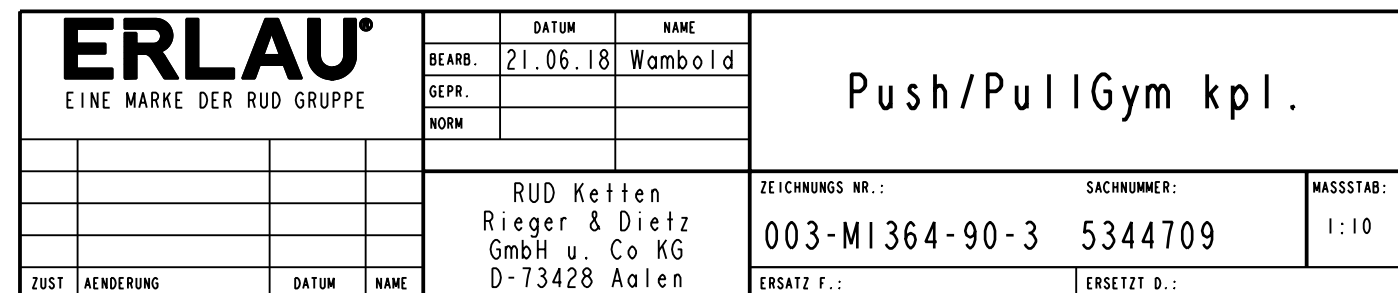 ERLAU®
EINE MARKE DER RUD GRUPPE
DATUM NAME
BEARB. 21.06.18 Wambold
GEPR.
NORM
Push/PullGym kpl.
RUD Ketten
Rieger & Dietz
GmbH u. Co KG
D-73428 Aalen
ZEICHNUNGS NR.: SACHNUMMER: MASSSTAB:
003-M1364-90-3 5344709 1:10
ZUST AENDERUNG DATUM NAME
ERSATZ F.: ERSETZT D.: